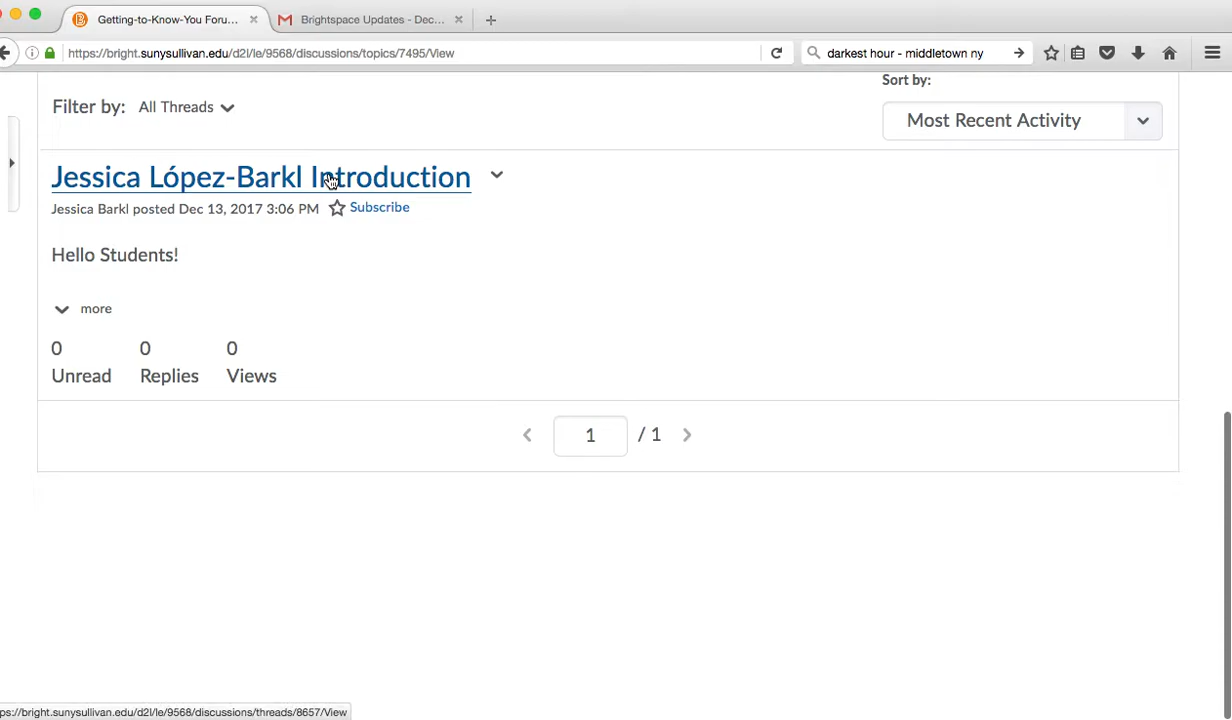 Getting-to-Know-You Foru...
Brightspace Updates - Dec...
https://bright.sunysullivan.edu/d2l/le/9568/discussions/topics/7495/View
darkest hour - middletown ny
Sort by:
Filter by: All Threads
Most Recent Activity
Jessica López-Barkl Introduction
Jessica Barkl posted Dec 13, 2017 3:06 PM Subscribe
Hello Students!
more
0 0 0
Unread Replies Views
1 / 1
ps://bright.sunysullivan.edu/d2l/le/9568/discussions/threads/8657/View